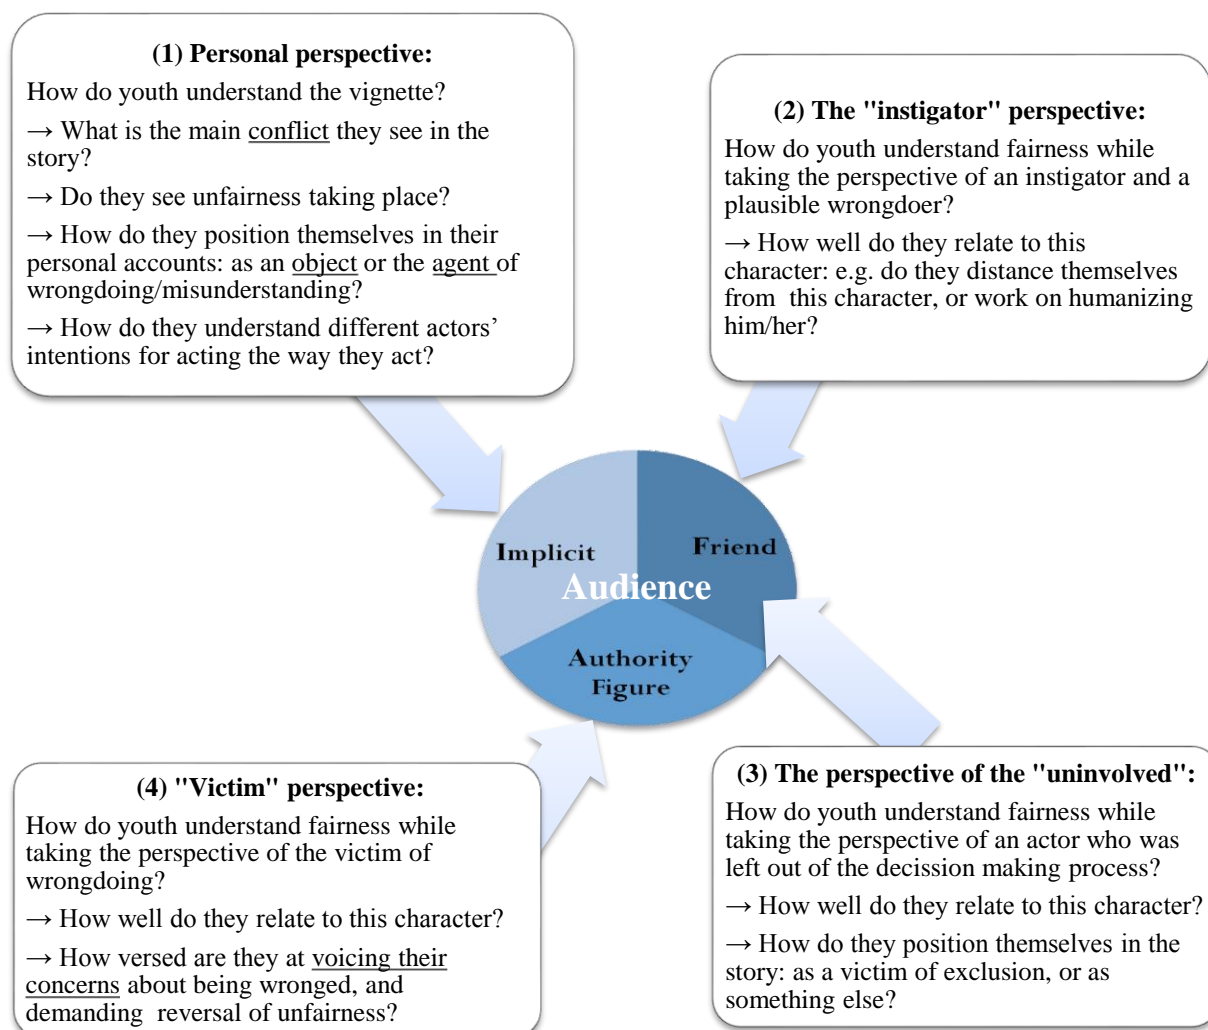 (1) Personal perspective:
How do youth understand the vignette?
→ What is the main conflict they see in the
story?
→ Do they see unfairness taking place?
→ How do they position themselves in their
personal accounts: as an object or the agent of
wrongdoing/misunderstanding?
→ How do they understand different actors’
intentions for acting the way they act?
(2) The "instigator" perspective:
How do youth understand fairness while
taking the perspective of an instigator and a
plausible wrongdoer?
→ How well do they relate to this
character: e.g. do they distance themselves
from this character, or work on humanizing
him/her?
Implicit
Friend
Audience
Authority
Figure
(4) "Victim" perspective:
How do youth understand fairness while
taking the perspective of the victim of
wrongdoing?
→ How well do they relate to this character?
→ How versed are they at voicing their
concerns about being wronged, and
demanding reversal of unfairness?
(3) The perspective of the "uninvolved":
How do youth understand fairness while
taking the perspective of an actor who was
left out of the decission making process?
→ How well do they relate to this character?
→ How do they position themselves in the
story: as a victim of exclusion, or as
something else?